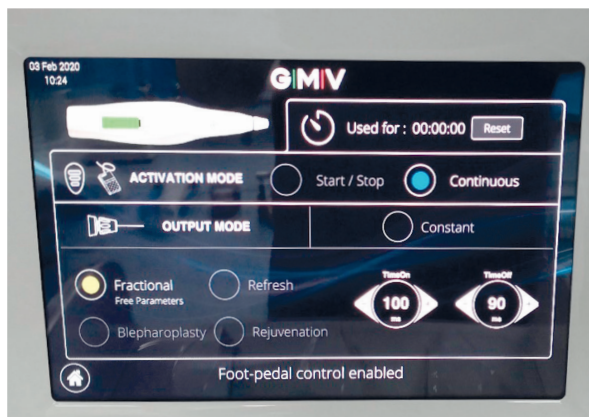 03 Feb 2020
10:24
GMV
Used for : 00:00:00 Reset
ACTIVATION MODE Start / Stop Continuous
OUTPUT MODE Constant
Fractional Refresh
Free Parameters
TimeOn TimeOff
100 90
ms ms
Blepharoplasty Rejuvenation
Foot-pedal control enabled